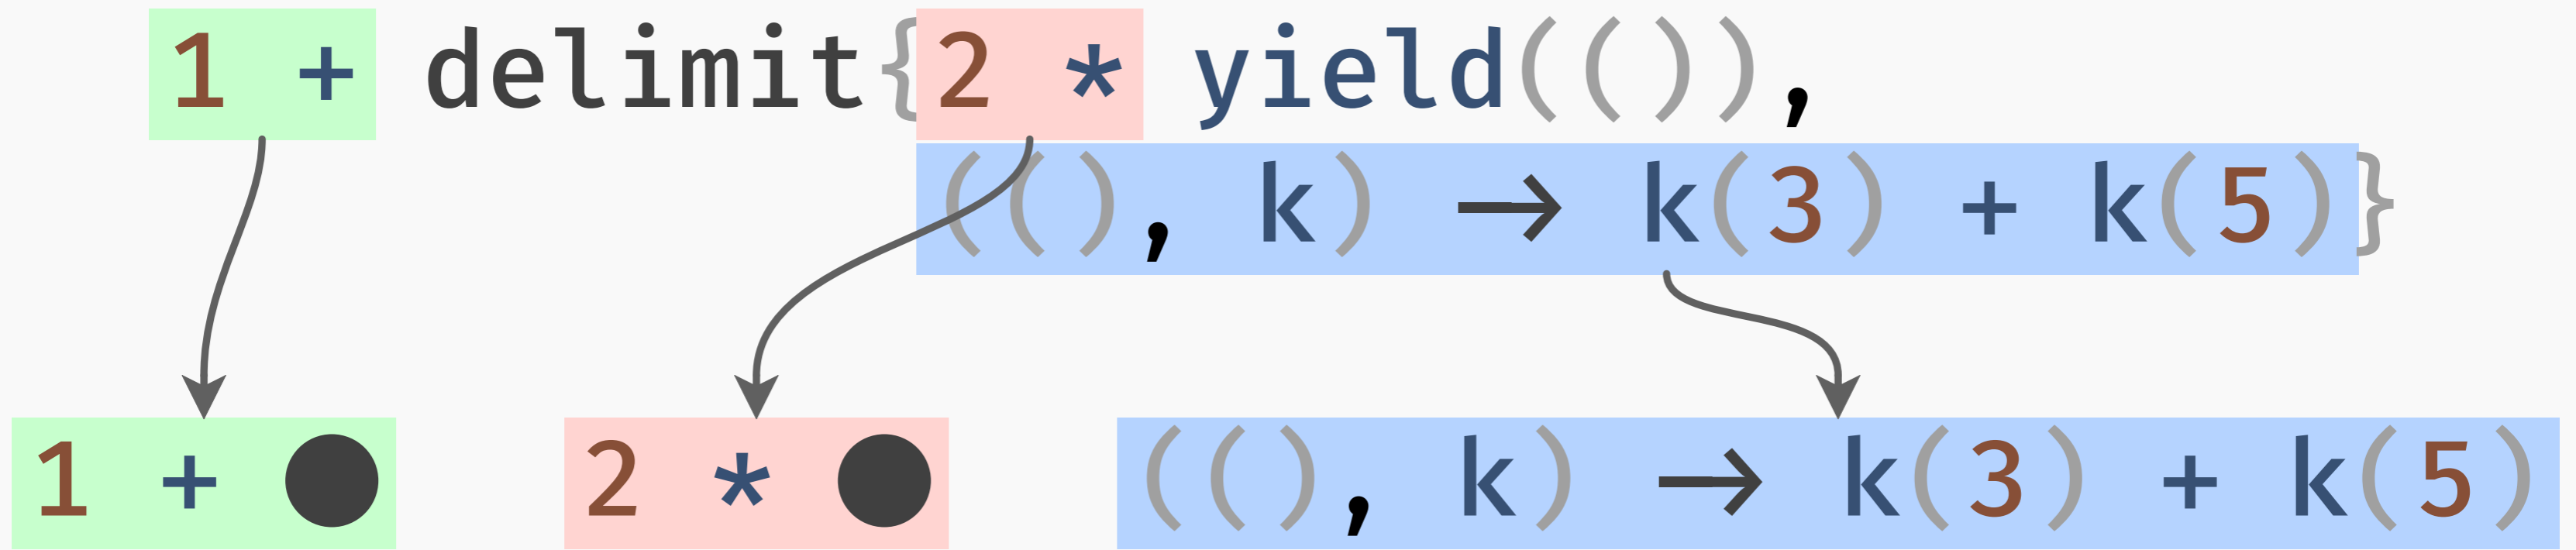 1 + delimit{2 * yield(()),
((), k) → k(3) + k(5)}
1 + ● 2 * ● ((), k) → k(3) + k(5)